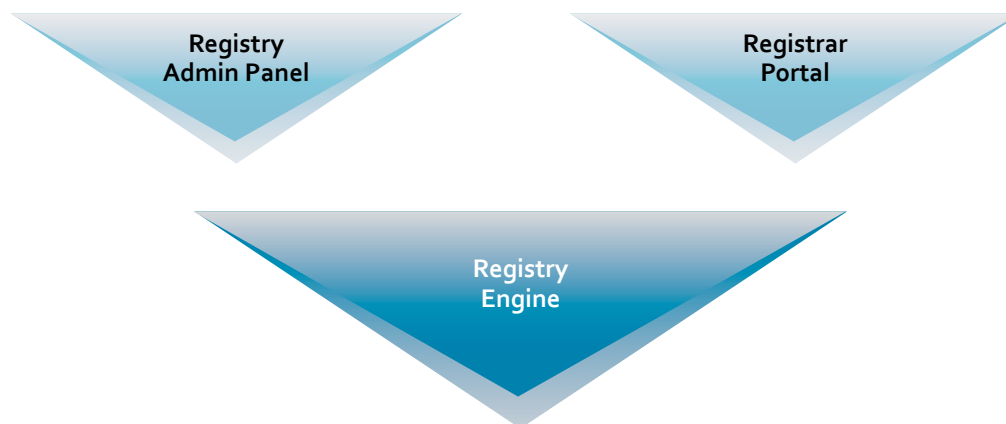 Registry
Admin Panel
Registrar
Portal
Registry
Engine